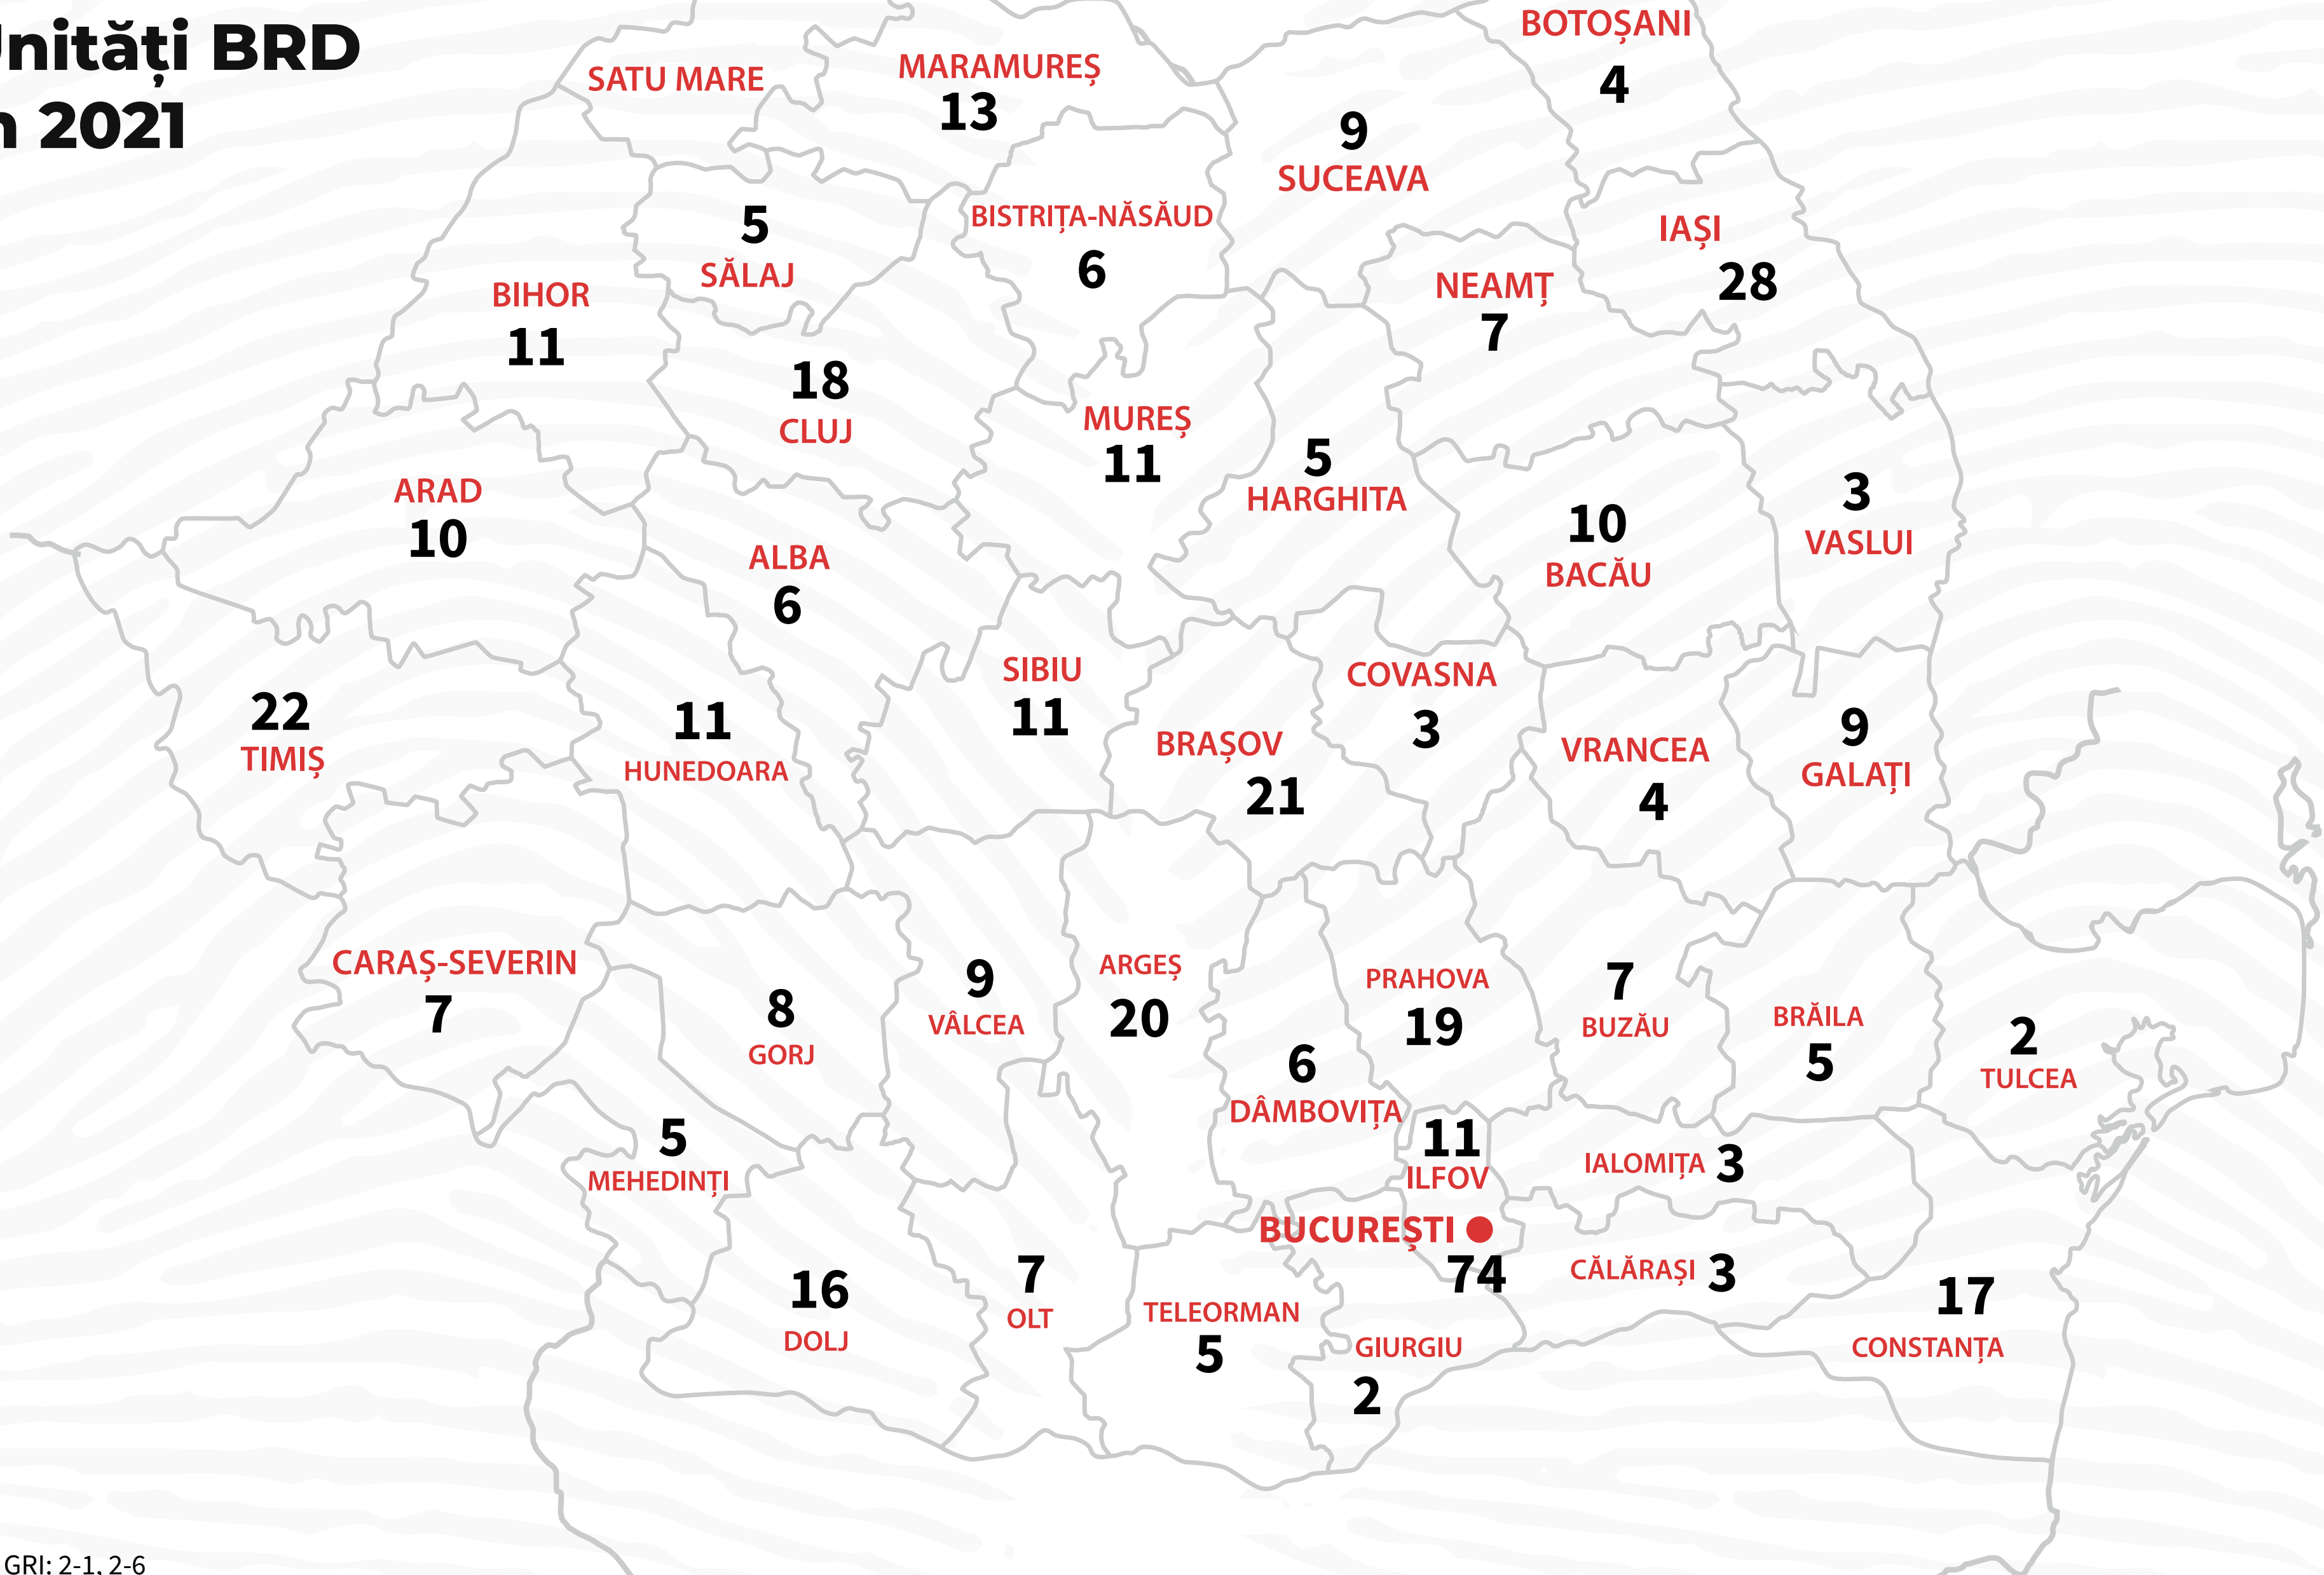 nități BRD
2021
BOTOȘANI
4
MARAMUREȘ
13
SATU MARE
9
SUCEAVA
5
SĂLAJ
BISTRIȚA-NĂSĂUD
6
IAȘI
28
NEAMȚ
7
BIHOR
11
18
CLUJ
MUREȘ
11
5
HARGHITA
3
VASLUI
ARAD
10
10
BACĂU
ALBA
6
SIBIU
11
COVASNA
3
22
TIMIȘ
11
HUNEDOARA
BRAȘOV
21
VRANCEA
4
9
GALAȚI
CARAȘ-SEVERIN
7
8
GORJ
9
VÂLCEA
ARGEȘ
20
PRAHOVA
19
7
BUZĂU
BRĂILA
5
2
TULCEA
6
DÂMBOVIȚA
11
ILFOV
5
MEHEDINȚI
IALOMIȚA 3
BUCUREȘTI
74
CĂLĂRAȘI 3
16
DOLJ
7
OLT
TELEORMAN
5
GIURGIU
2
17
CONSTANȚA
GRI: 2-1, 2-6